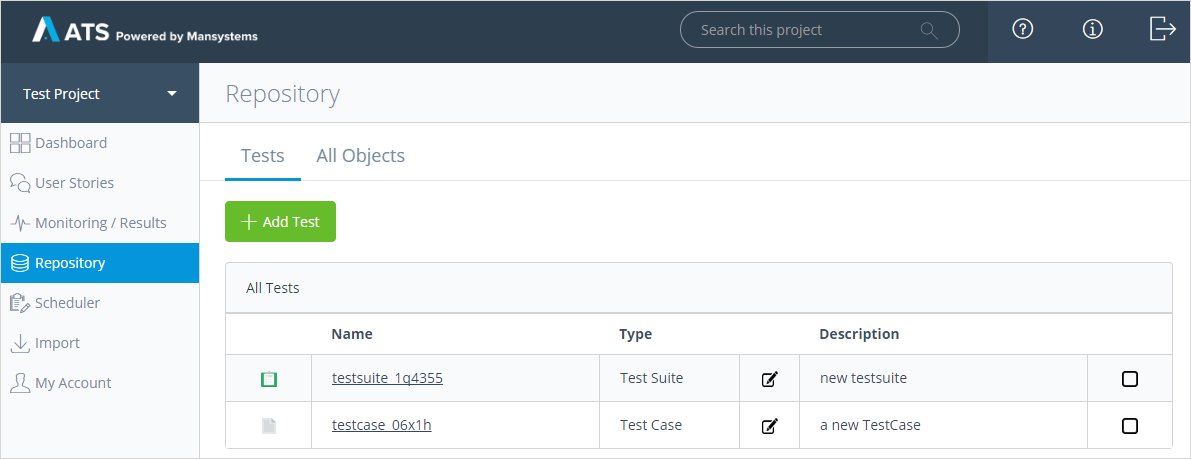 ATS Powered by Mansystems
Search this project
Test Project
Repository
Dashboard
User Stories
Monitoring / Results
Repository
Scheduler
Import
My Account
Tests All Objects
Add Test
All Tests
Name Type Description
testsuite_1q4355 Test Suite new testsuite
testcase_06x1h Test Case a new TestCase